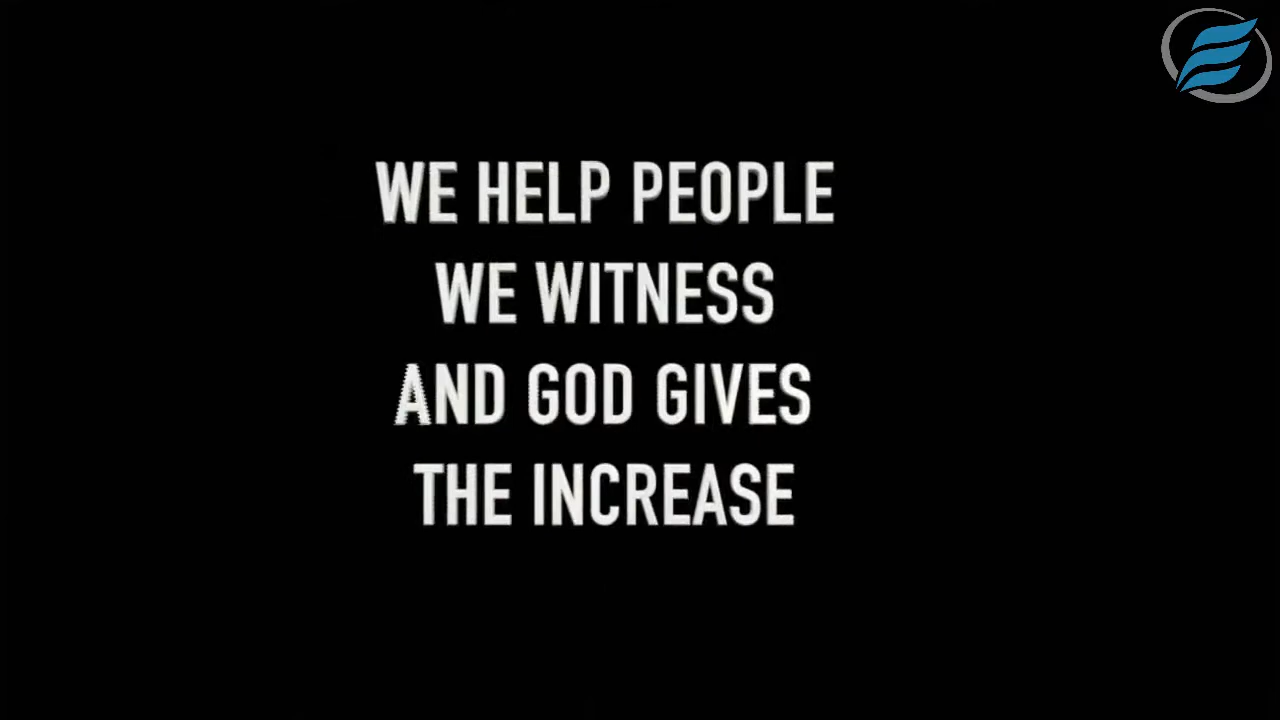 WE HELP PEOPLE
WE WITNESS
AND GOD GIVES
THE INCREASE